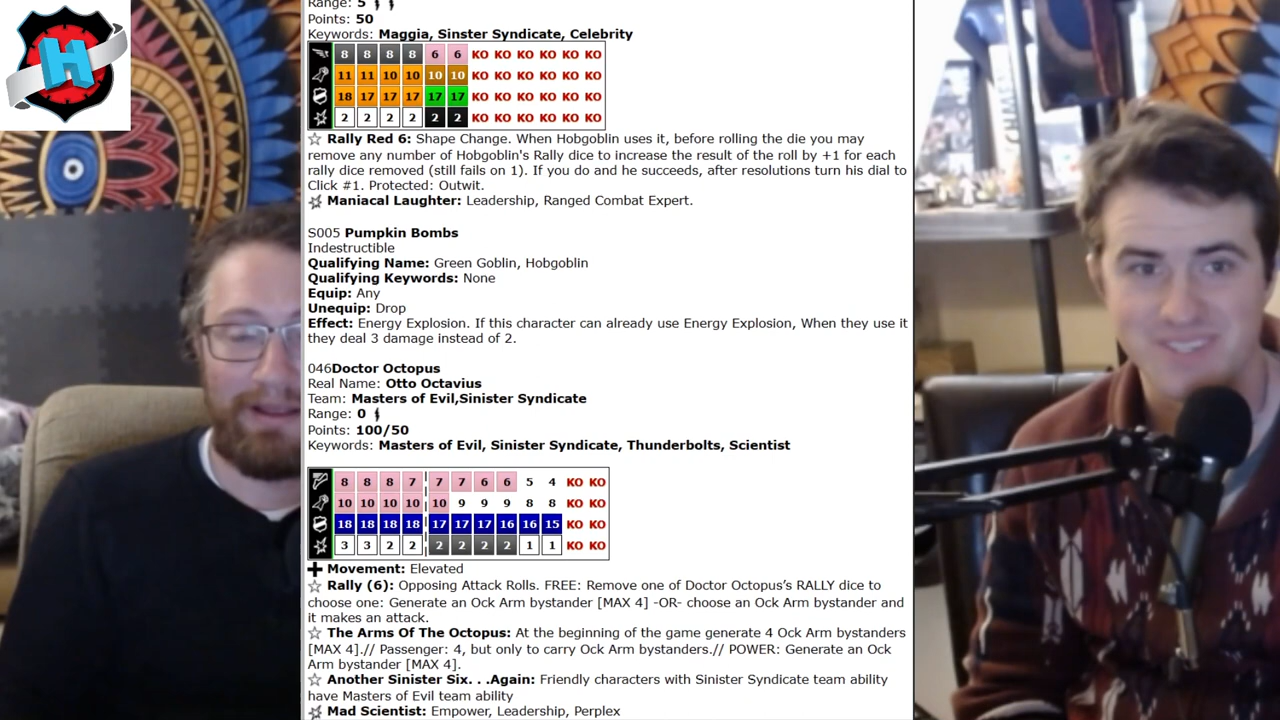 H
Range: 5
Points: 50
Keywords: Maggia, Sinster Syndicate, Celebrity
8 8 8 8 6 6 KO KO KO KO KO KO
11 11 10 10 10 10 KO KO KO KO KO KO
18 17 17 17 17 17 KO KO KO KO KO KO
2 2 2 2 2 2 KO KO KO KO KO KO
☆ Rally Red 6: Shape Change. When Hobgoblin uses it, before rolling the die you may
remove any number of Hobgoblin's Rally dice to increase the result of the roll by +1 for each
rally dice removed (still fails on 1). If you do and he succeeds, after resolutions turn his dial to
Click #1. Protected: Outwit.
Maniacal Laughter: Leadership, Ranged Combat Expert.
S005 Pumpkin Bombs
Indestructible
Qualifying Name: Green Goblin, Hobgoblin
Qualifying Keywords: None
Equip: Any
Unequip: Drop
Effect: Energy Explosion. If this character can already use Energy Explosion, When they use it
they deal 3 damage instead of 2.
046Doctor Octopus
Real Name: Otto Octavius
Team: Masters of Evil,Sinister Syndicate
Range: 0
Points: 100/50
Keywords: Masters of Evil, Sinister Syndicate, Thunderbolts, Scientist
8 8 8 7 7 7 6 6 5 4 KO KO
10 10 10 10 10 9 9 9 8 8 KO KO
18 18 18 18 17 17 17 16 16 15 KO KO
3 3 2 2 2 2 2 2 1 1 KO KO
Movement: Elevated
☆ Rally (6): Opposing Attack Rolls. FREE: Remove one of Doctor Octopus's RALLY dice to
choose one: Generate an Ock Arm bystander [MAX 4] -OR- choose an Ock Arm bystander and
it makes an attack.
☆ The Arms Of The Octopus: At the beginning of the game generate 4 Ock Arm bystanders
[MAX 4].// Passenger: 4, but only to carry Ock Arm bystanders.// POWER: Generate an Ock
Arm bystander [MAX 4].
☆ Another Sinister Six. . .Again: Friendly characters with Sinister Syndicate team ability
have Masters of Evil team ability
Mad Scientist: Empower, Leadership, Perplex